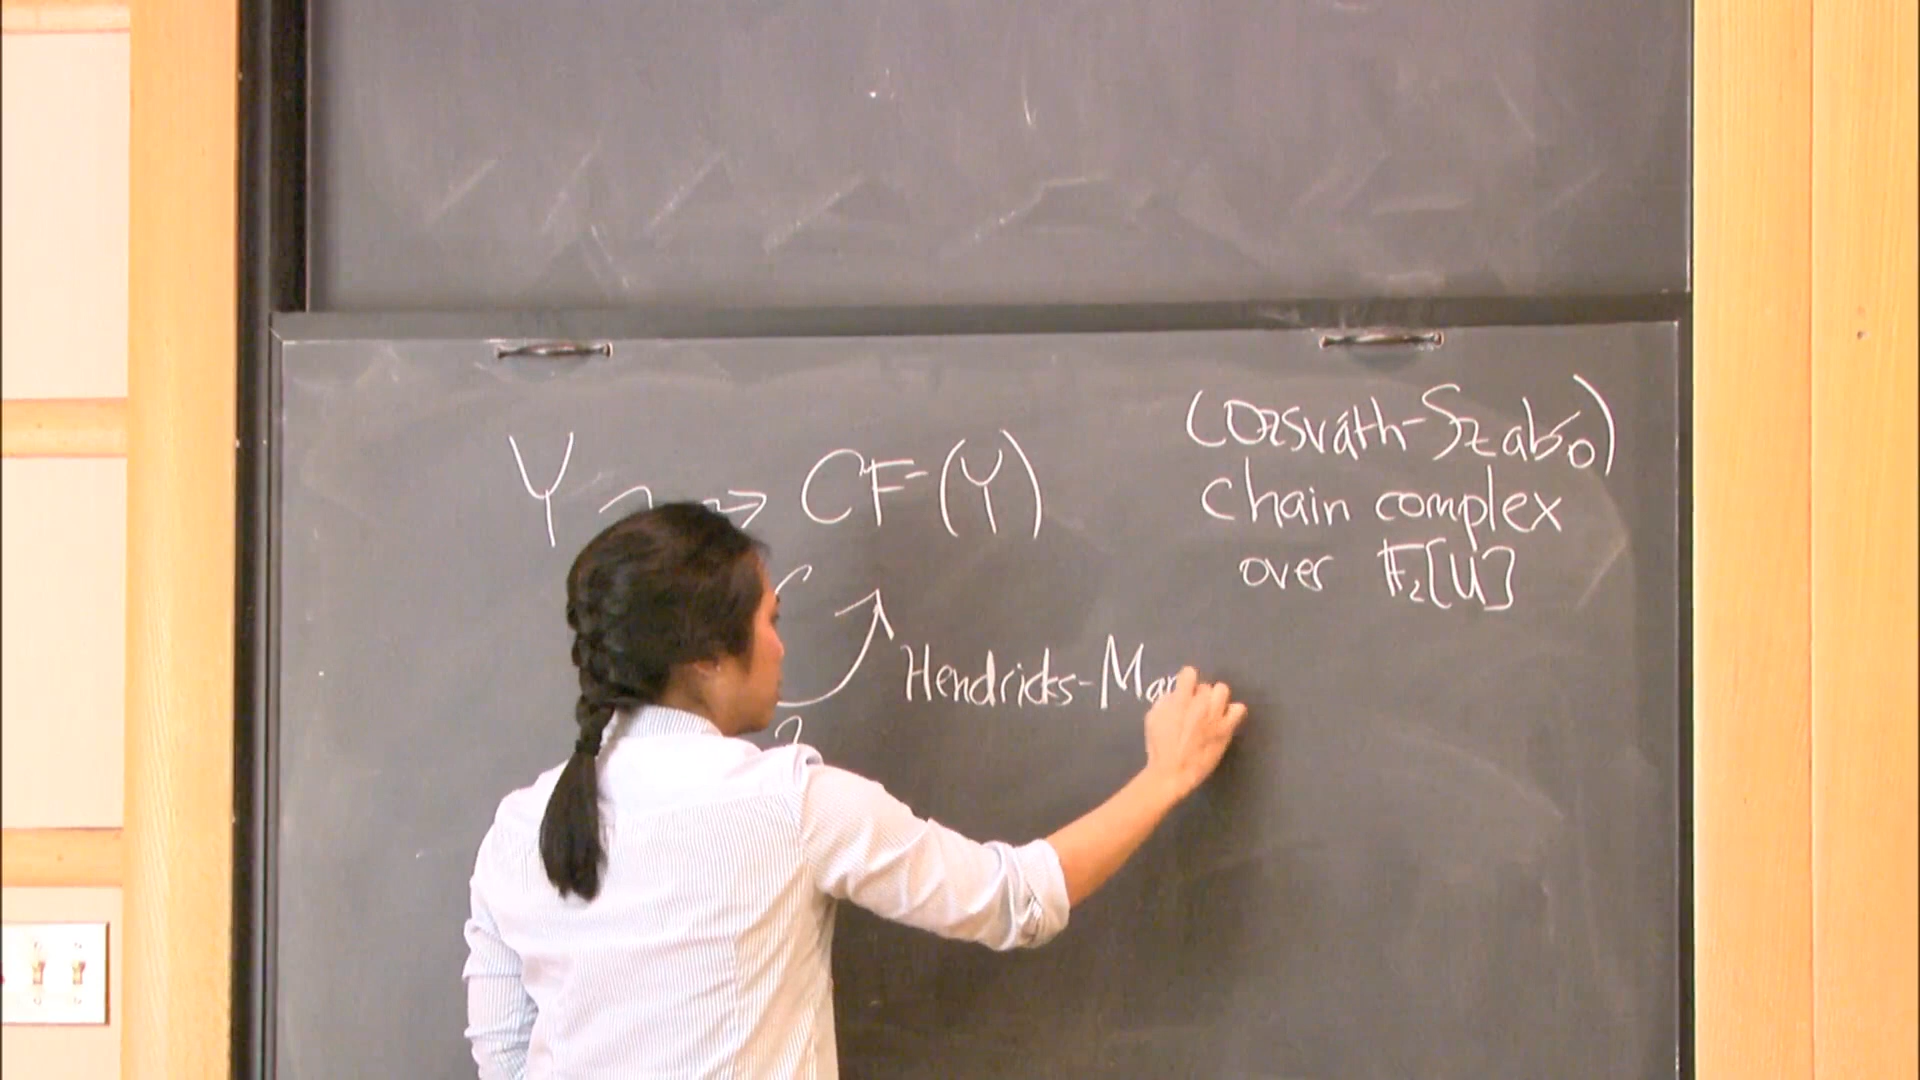 Y ⇝ CF⁻(Y)
(Ozsváth-Szabó)
chain complex
over 𝔽₂[U]
Hendricks-Man